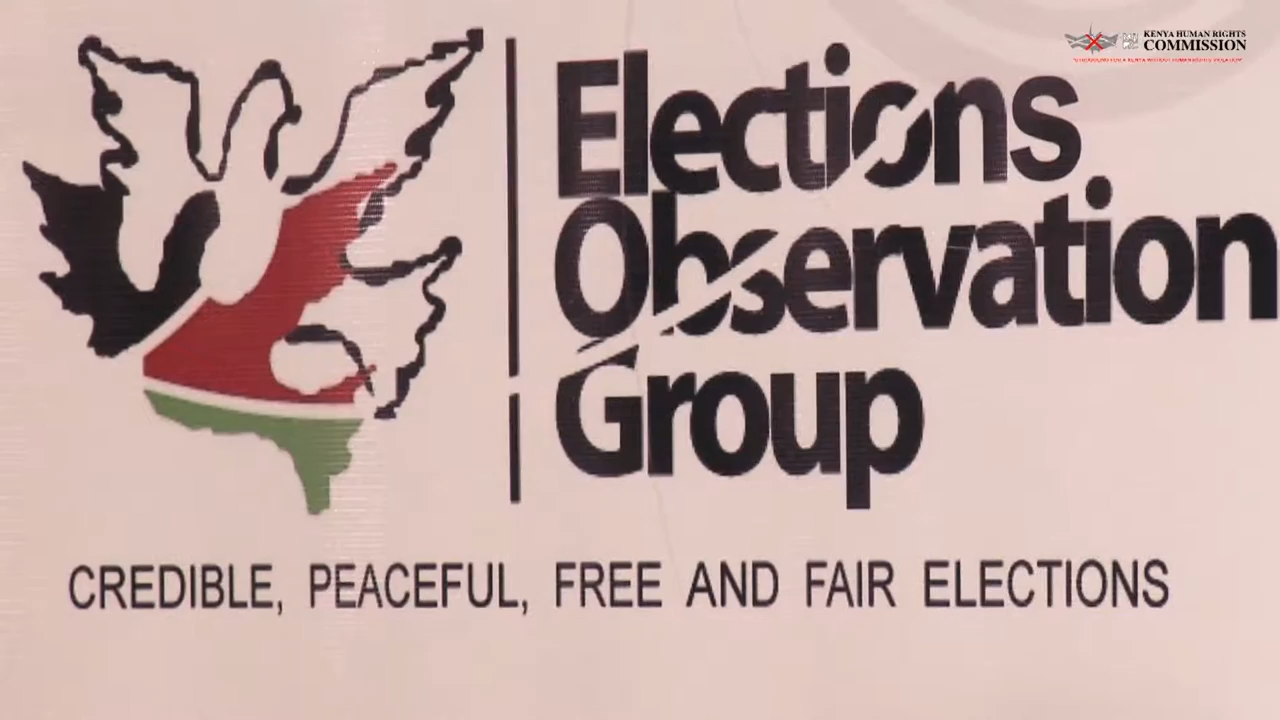 KENYA HUMAN RIGHTS
COMMISSION
Elections
Observation
Group
CREDIBLE, PEACEFUL, FREE AND FAIR ELECTIONS